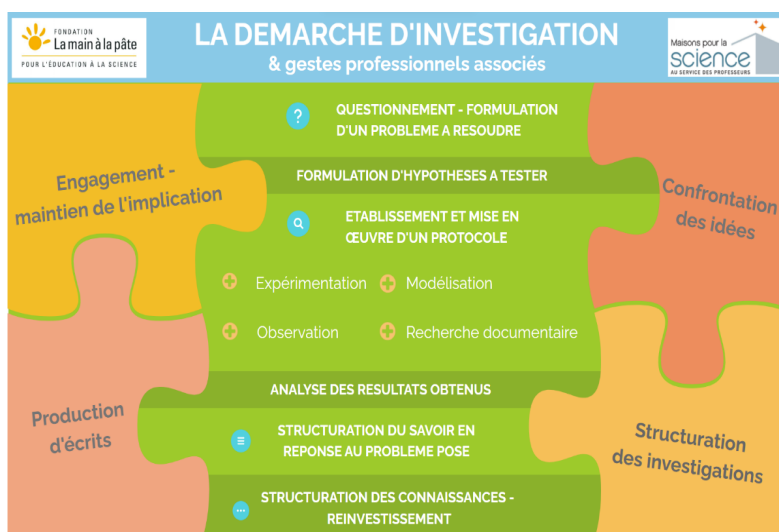 FONDATION
La main à la pâte
POUR L'ÉDUCATION À LA SCIENCE
LA DEMARCHE D'INVESTIGATION
& gestes professionnels associés
Maisons pour la
science
AU SERVICE DES PROFESSEURS
?
QUESTIONNEMENT - FORMULATION
D'UN PROBLEME A RESOUDRE
Engagement -
maintien de l'implication
FORMULATION D'HYPOTHESES A TESTER
Confrontation
des idées
ETABLISSEMENT ET MISE EN
ŒUVRE D'UN PROTOCOLE
Expérimentation
Modélisation
Observation
Recherche documentaire
ANALYSE DES RESULTATS OBTENUS
Production
d'écrits
STRUCTURATION DU SAVOIR EN
REPONSE AU PROBLEME POSE
Structuration
des investigations
STRUCTURATION DES CONNAISSANCES -
REINVESTISSEMENT